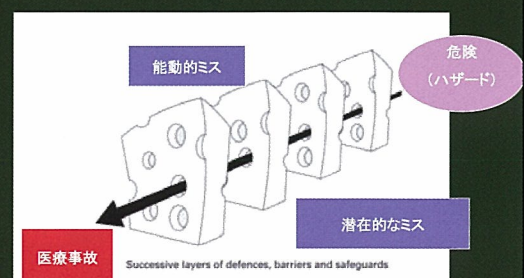 能動的ミス
危険
（ハザード）
潜在的なミス
医療事故
Successive layers of defences, barriers and safeguards